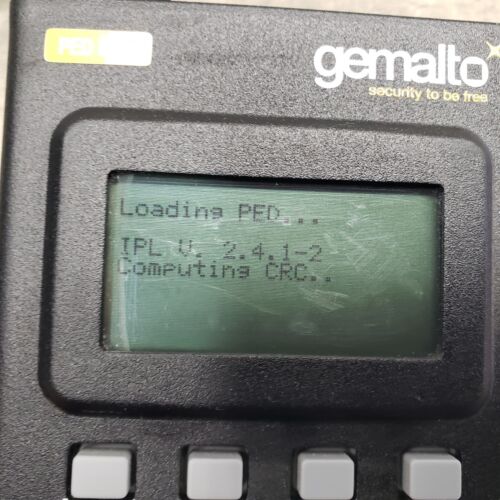 PED
gemalto
security to be free
Loading PED...
IPL V. 2.4.1-2
Computing CRC..